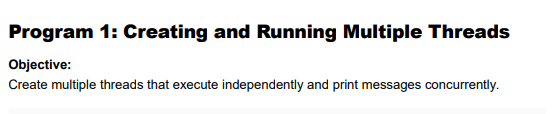 Program 1: Creating and Running Multiple Threads
Objective:
Create multiple threads that execute independently and print messages concurrently.